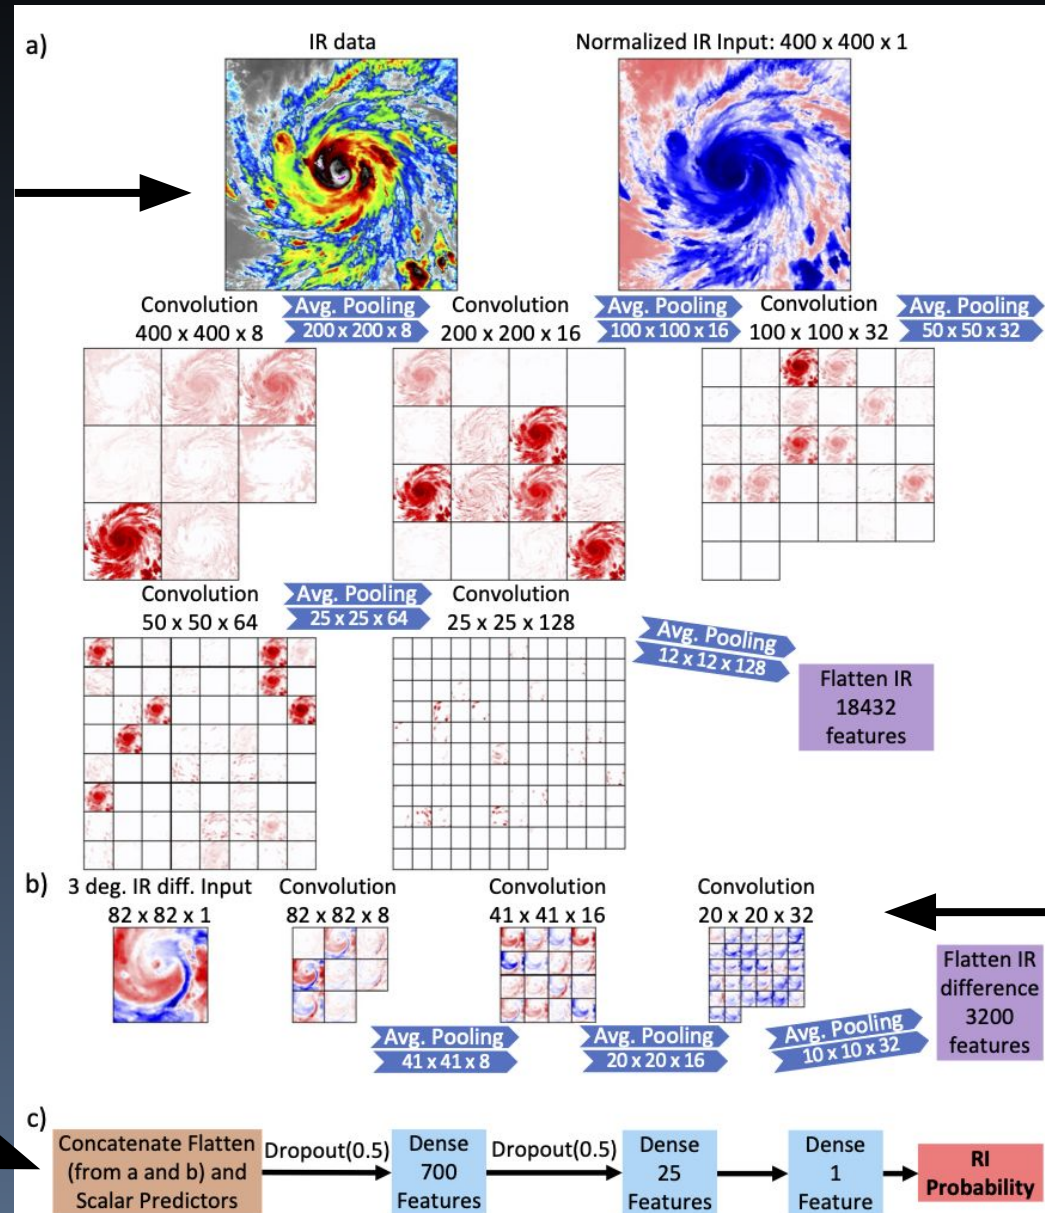 a)
IR data
Normalized IR Input: 400 x 400 x 1
Convolution
400 x 400 x 8
Avg. Pooling
200 x 200 x 8
Convolution
200 x 200 x 16
Avg. Pooling
100 x 100 x 16
Convolution
100 x 100 x 32
Avg. Pooling
50 x 50 x 32
Convolution
50 x 50 x 64
Avg. Pooling
25 x 25 x 64
Convolution
25 x 25 x 128
Avg. Pooling
12 x 12 x 128
Flatten IR
18432
features
b)
3 deg. IR diff. Input
82 x 82 x 1
Convolution
82 x 82 x 8
Convolution
41 x 41 x 16
Convolution
20 x 20 x 32
Avg. Pooling
41 x 41 x 8
Avg. Pooling
20 x 20 x 16
Avg. Pooling
10 x 10 x 32
Flatten IR
difference
3200
features
c)
Concatenate Flatten
(from a and b) and
Scalar Predictors
Dropout(0.5)
Dense
700
Features
Dropout(0.5)
Dense
25
Features
Dense
1
Feature
RI
Probability